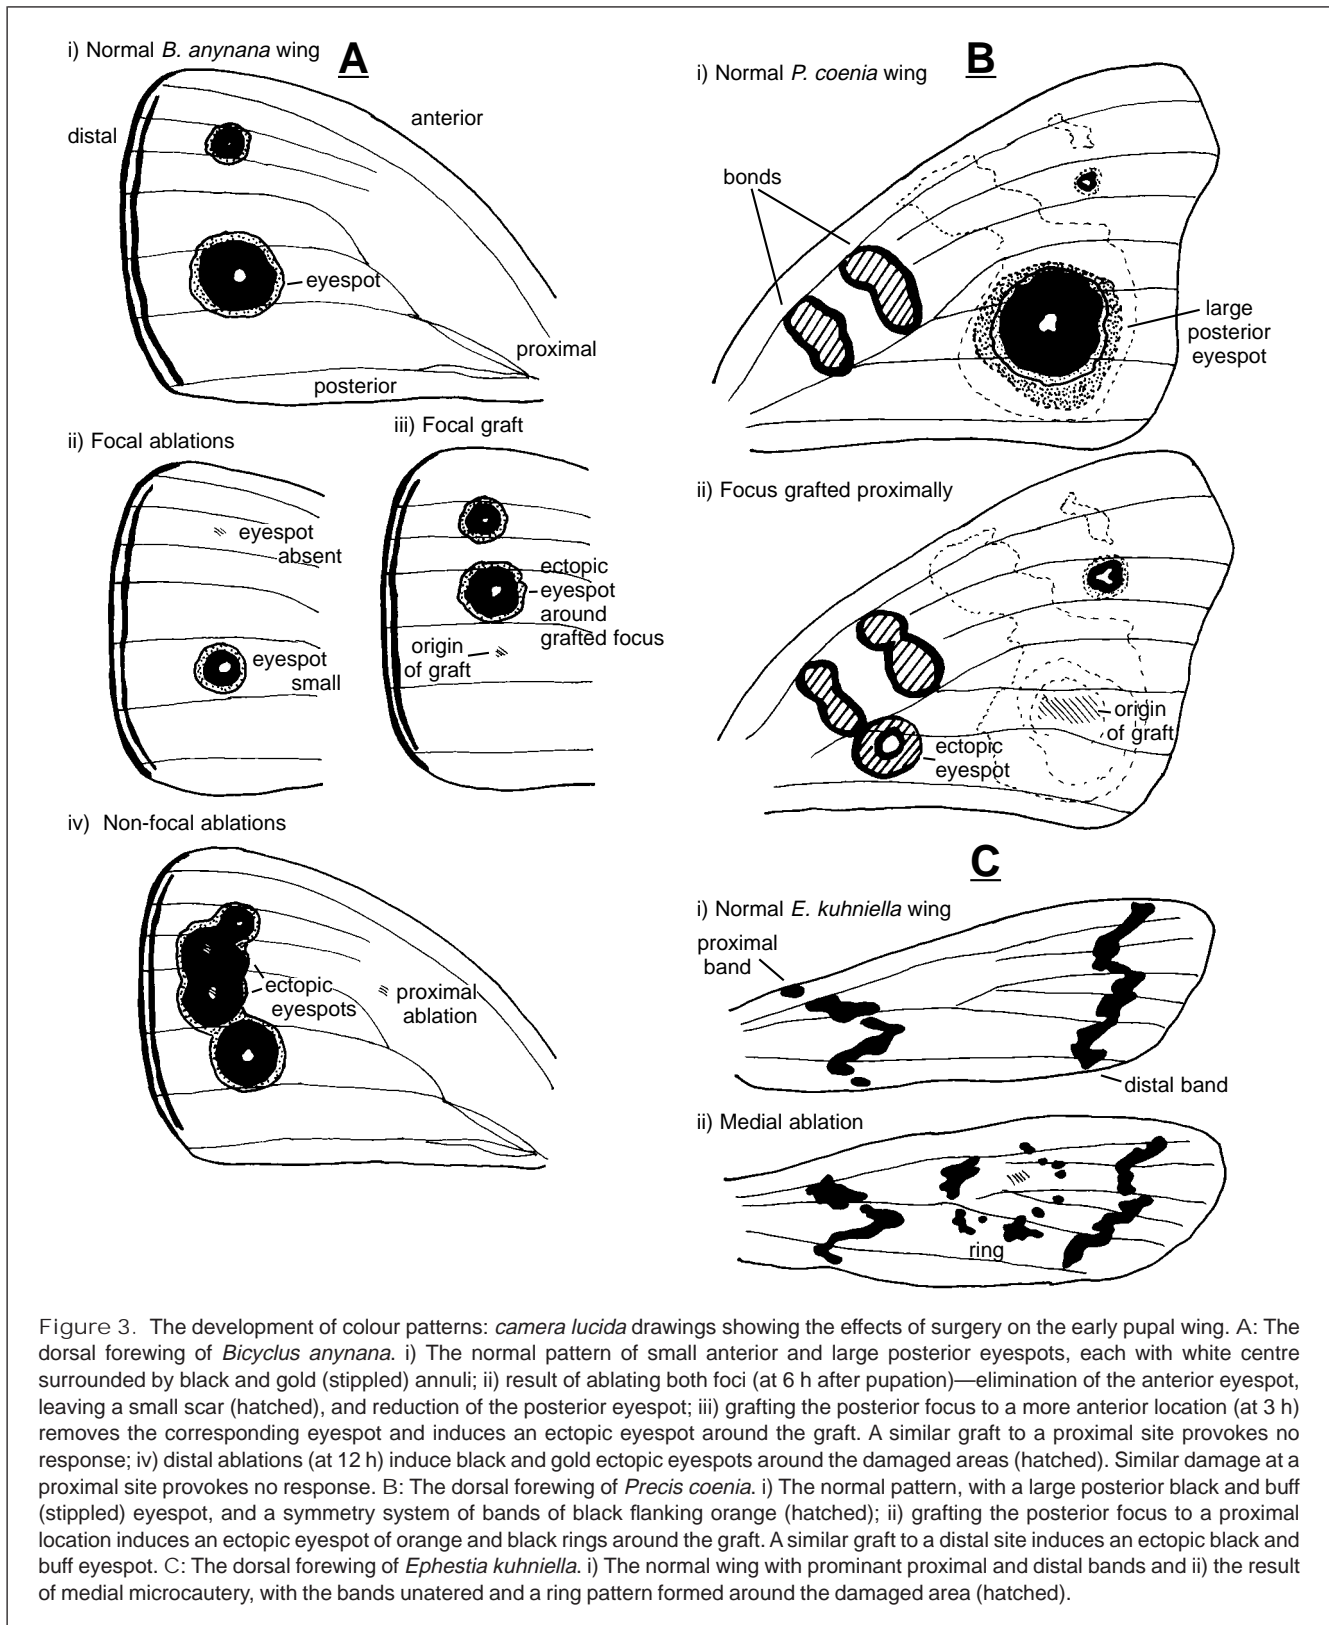 A
i) Normal B. anynana wing
distal
anterior
eyespot
proximal
posterior
ii) Focal ablations
eyespot
absent
eyespot
small
iii) Focal graft
ectopic
eyespot
around
grafted focus
origin
of graft
iv) Non-focal ablations
ectopic
eyespots
proximal
ablation
B
i) Normal P. coenia wing
bonds
large
posterior
eyespot
ii) Focus grafted proximally
origin
of graft
ectopic
eyespot
C
i) Normal E. kuhniella wing
proximal
band
distal band
ii) Medial ablation
ring
Figure 3. The development of colour patterns: camera lucida drawings showing the effects of surgery on the early pupal wing. A: The
dorsal forewing of Bicyclus anynana. i) The normal pattern of small anterior and large posterior eyespots, each with white centre
surrounded by black and gold (stippled) annuli; ii) result of ablating both foci (at 6 h after pupation)—elimination of the anterior eyespot,
leaving a small scar (hatched), and reduction of the posterior eyespot; iii) grafting the posterior focus to a more anterior location (at 3 h)
removes the corresponding eyespot and induces an ectopic eyespot around the graft. A similar graft to a proximal site provokes no
response; iv) distal ablations (at 12 h) induce black and gold ectopic eyespots around the damaged areas (hatched). Similar damage at a
proximal site provokes no response. B: The dorsal forewing of Precis coenia. i) The normal pattern, with a large posterior black and buff
(stippled) eyespot, and a symmetry system of bands of black flanking orange (hatched); ii) grafting the posterior focus to a proximal
location induces an ectopic eyespot of orange and black rings around the graft. A similar graft to a distal site induces an ectopic black and
buff eyespot. C: The dorsal forewing of Ephestia kuhniella. i) The normal wing with prominant proximal and distal bands and ii) the result
of medial microcautery, with the bands unatered and a ring pattern formed around the damaged area (hatched).